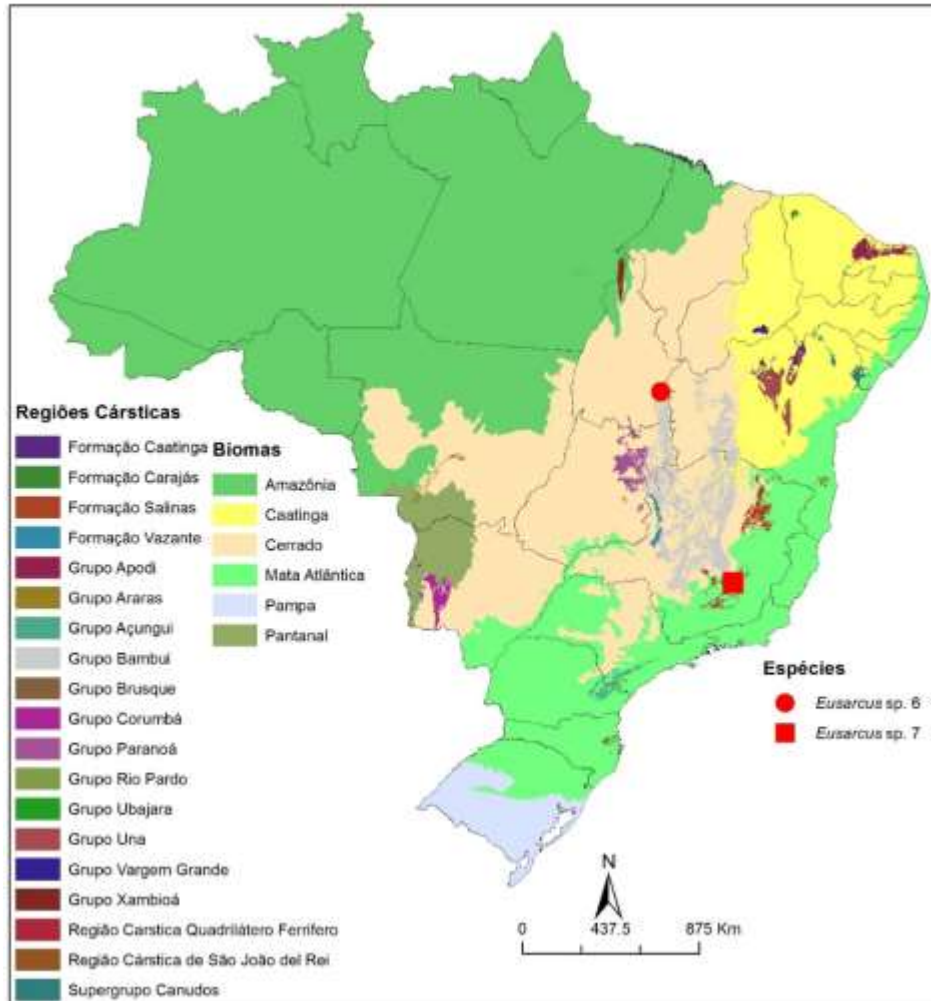 Regiões Cársticas
Formação Caatinga
Formação Carajás
Formação Salinas
Formação Vazante
Grupo Apodi
Grupo Araras
Grupo Açungui
Grupo Bambuí
Grupo Brusque
Grupo Corumbá
Grupo Paranoá
Grupo Rio Pardo
Grupo Ubajara
Grupo Una
Grupo Vargem Grande
Grupo Xambioá
Região Carstica Quadrilátero Ferrífero
Região Cárstica de São João del Rei
Supergrupo Canudos
Biomas
Amazônia
Caatinga
Cerrado
Mata Atlântica
Pampa
Pantanal
Espécies
Eusarcus sp. 6
Eusarcus sp. 7
N
0 437.5 875 Km